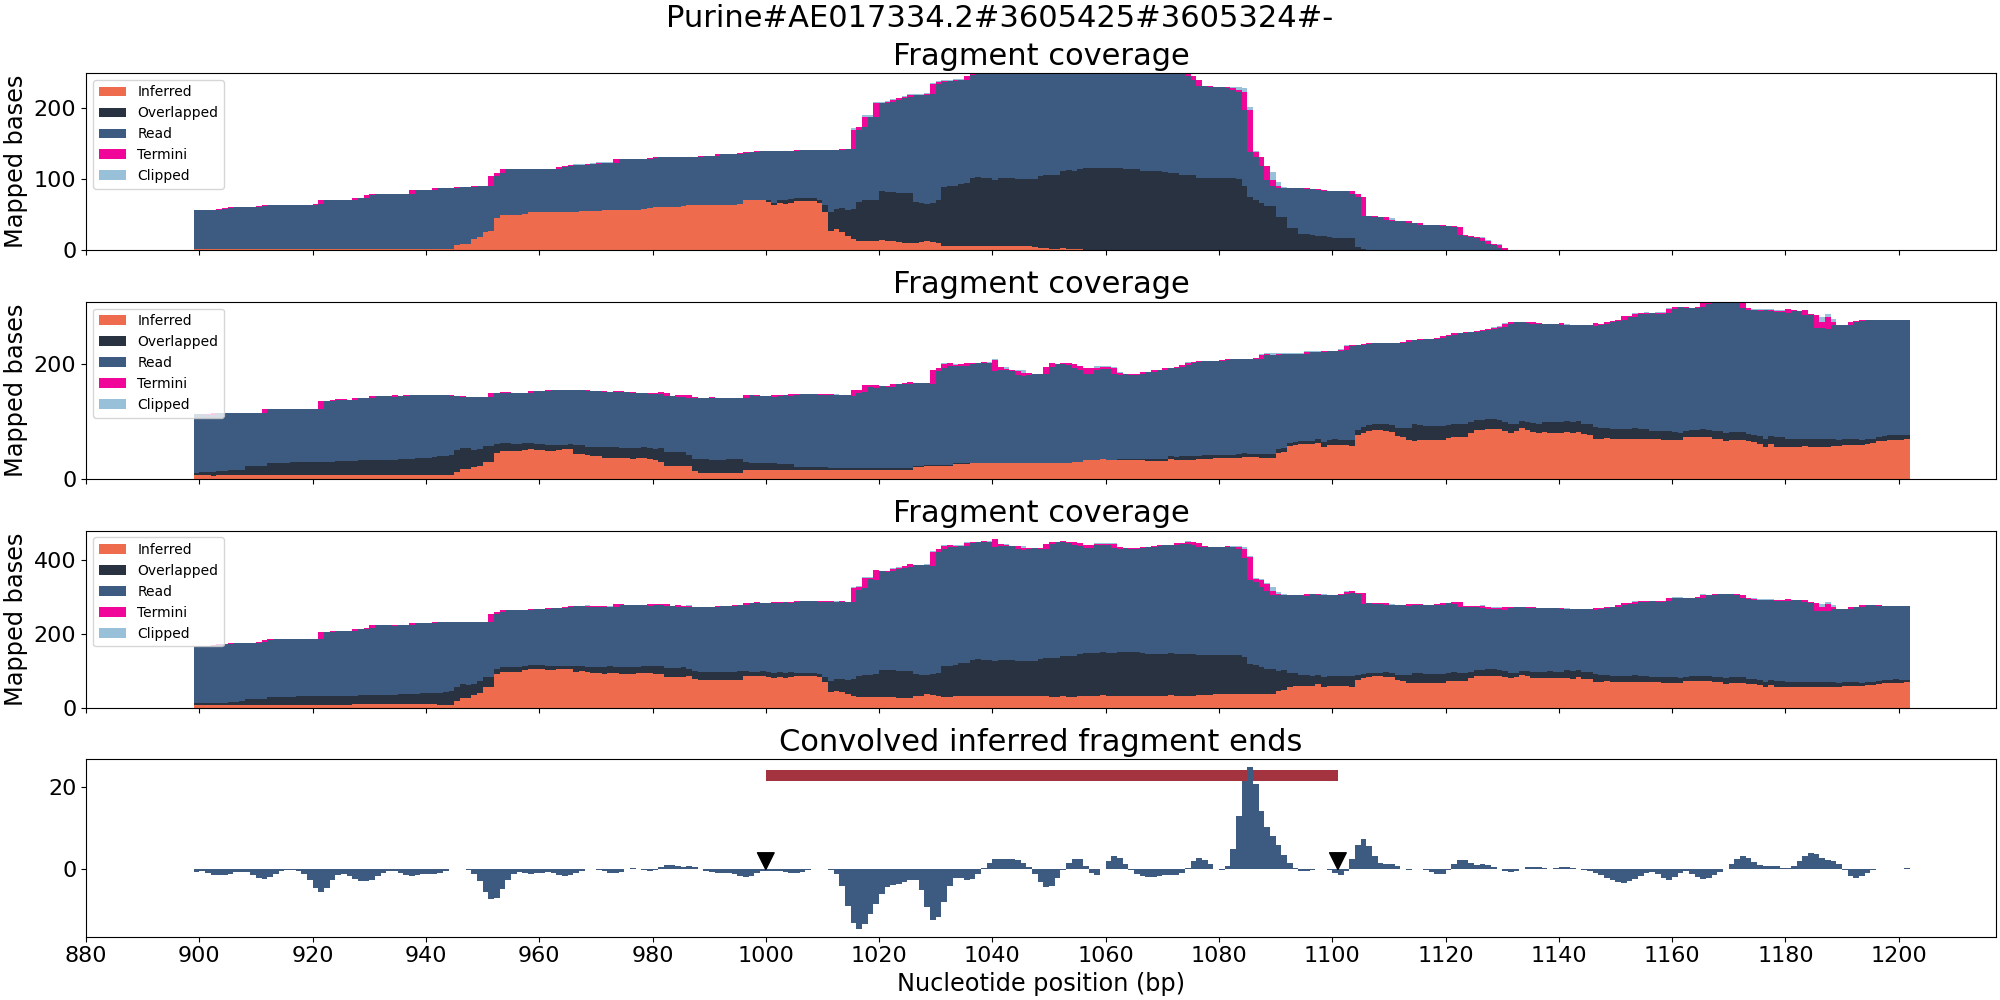 Purine#AE017334.2#3605425#3605324#-
Fragment coverage
Mapped bases
200
100
0
Inferred
Overlapped
Read
Termini
Clipped
Fragment coverage
Mapped bases
200
0
Inferred
Overlapped
Read
Termini
Clipped
Fragment coverage
Mapped bases
400
200
0
Inferred
Overlapped
Read
Termini
Clipped
Convolved inferred fragment ends
20
0
880 900 920 940 960 980 1000 1020 1040 1060 1080 1100 1120 1140 1160 1180 1200
Nucleotide position (bp)